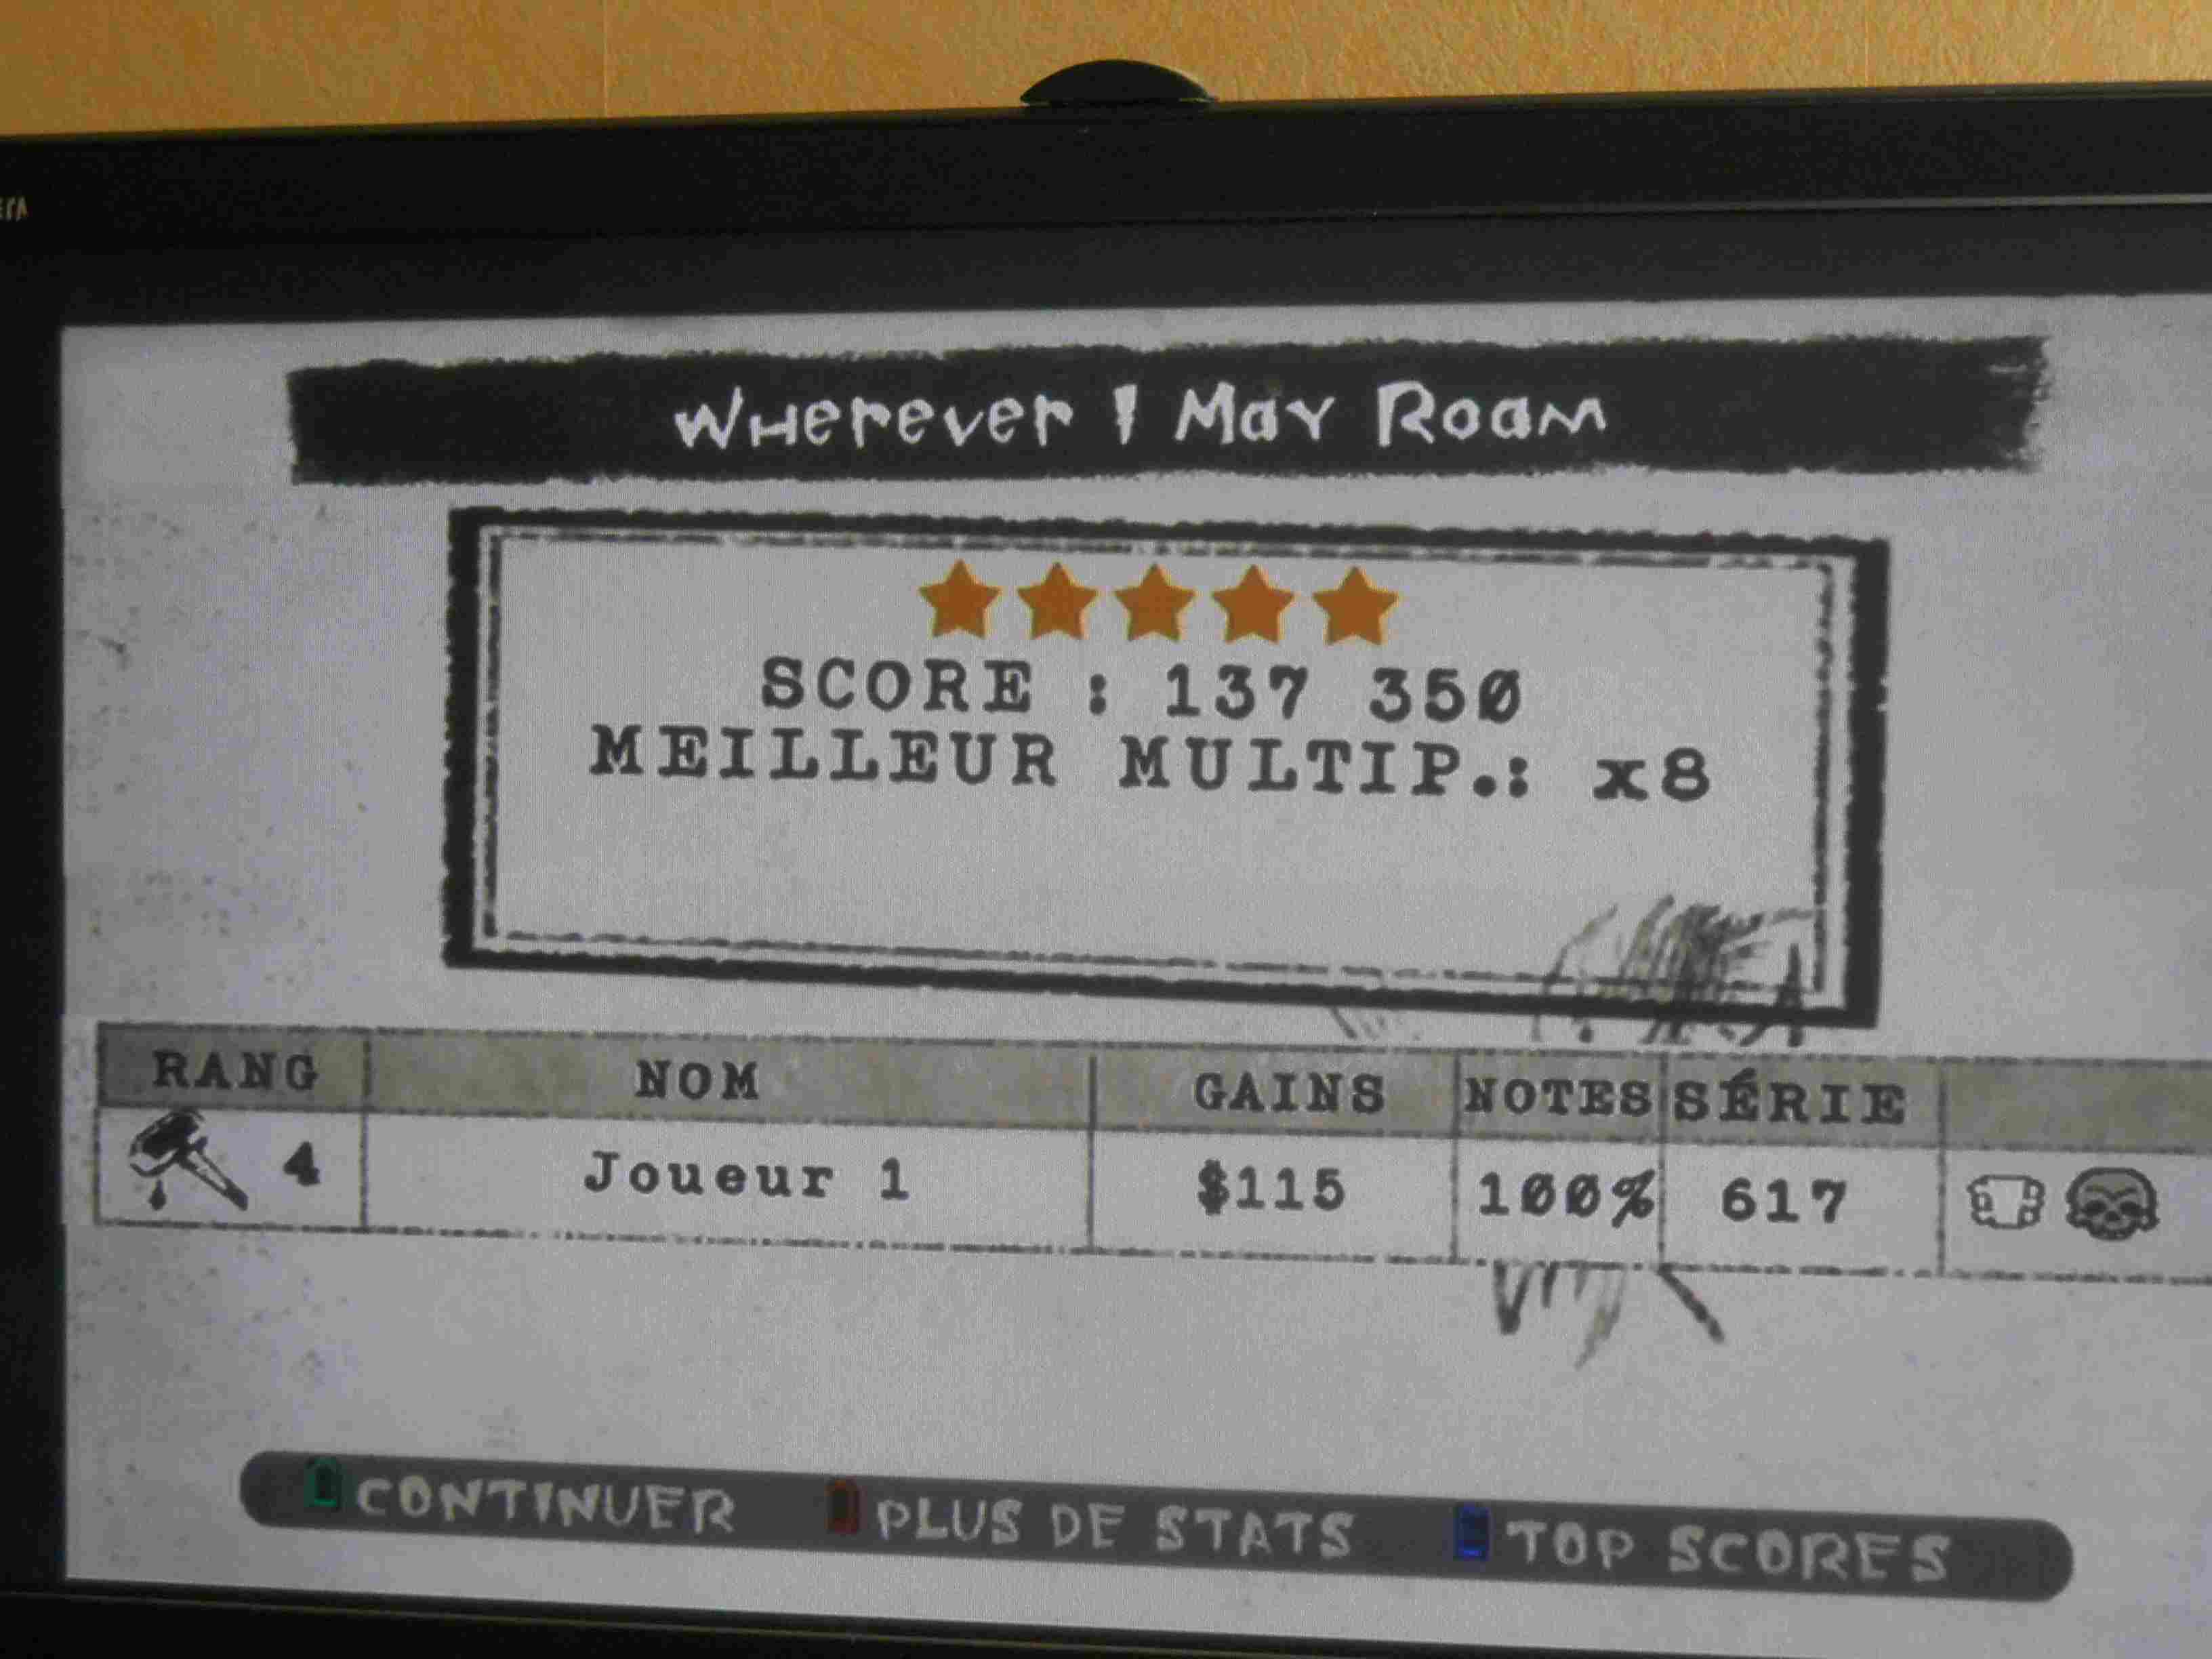 Wherever I May Roam
SCORE : 137 350
MEILLEUR MULTIP.: x8
RANG NOM GAINS NOTES SÉRIE
4 Joueur 1 $115 100% 617
CONTINUER PLUS DE STATS TOP SCORES